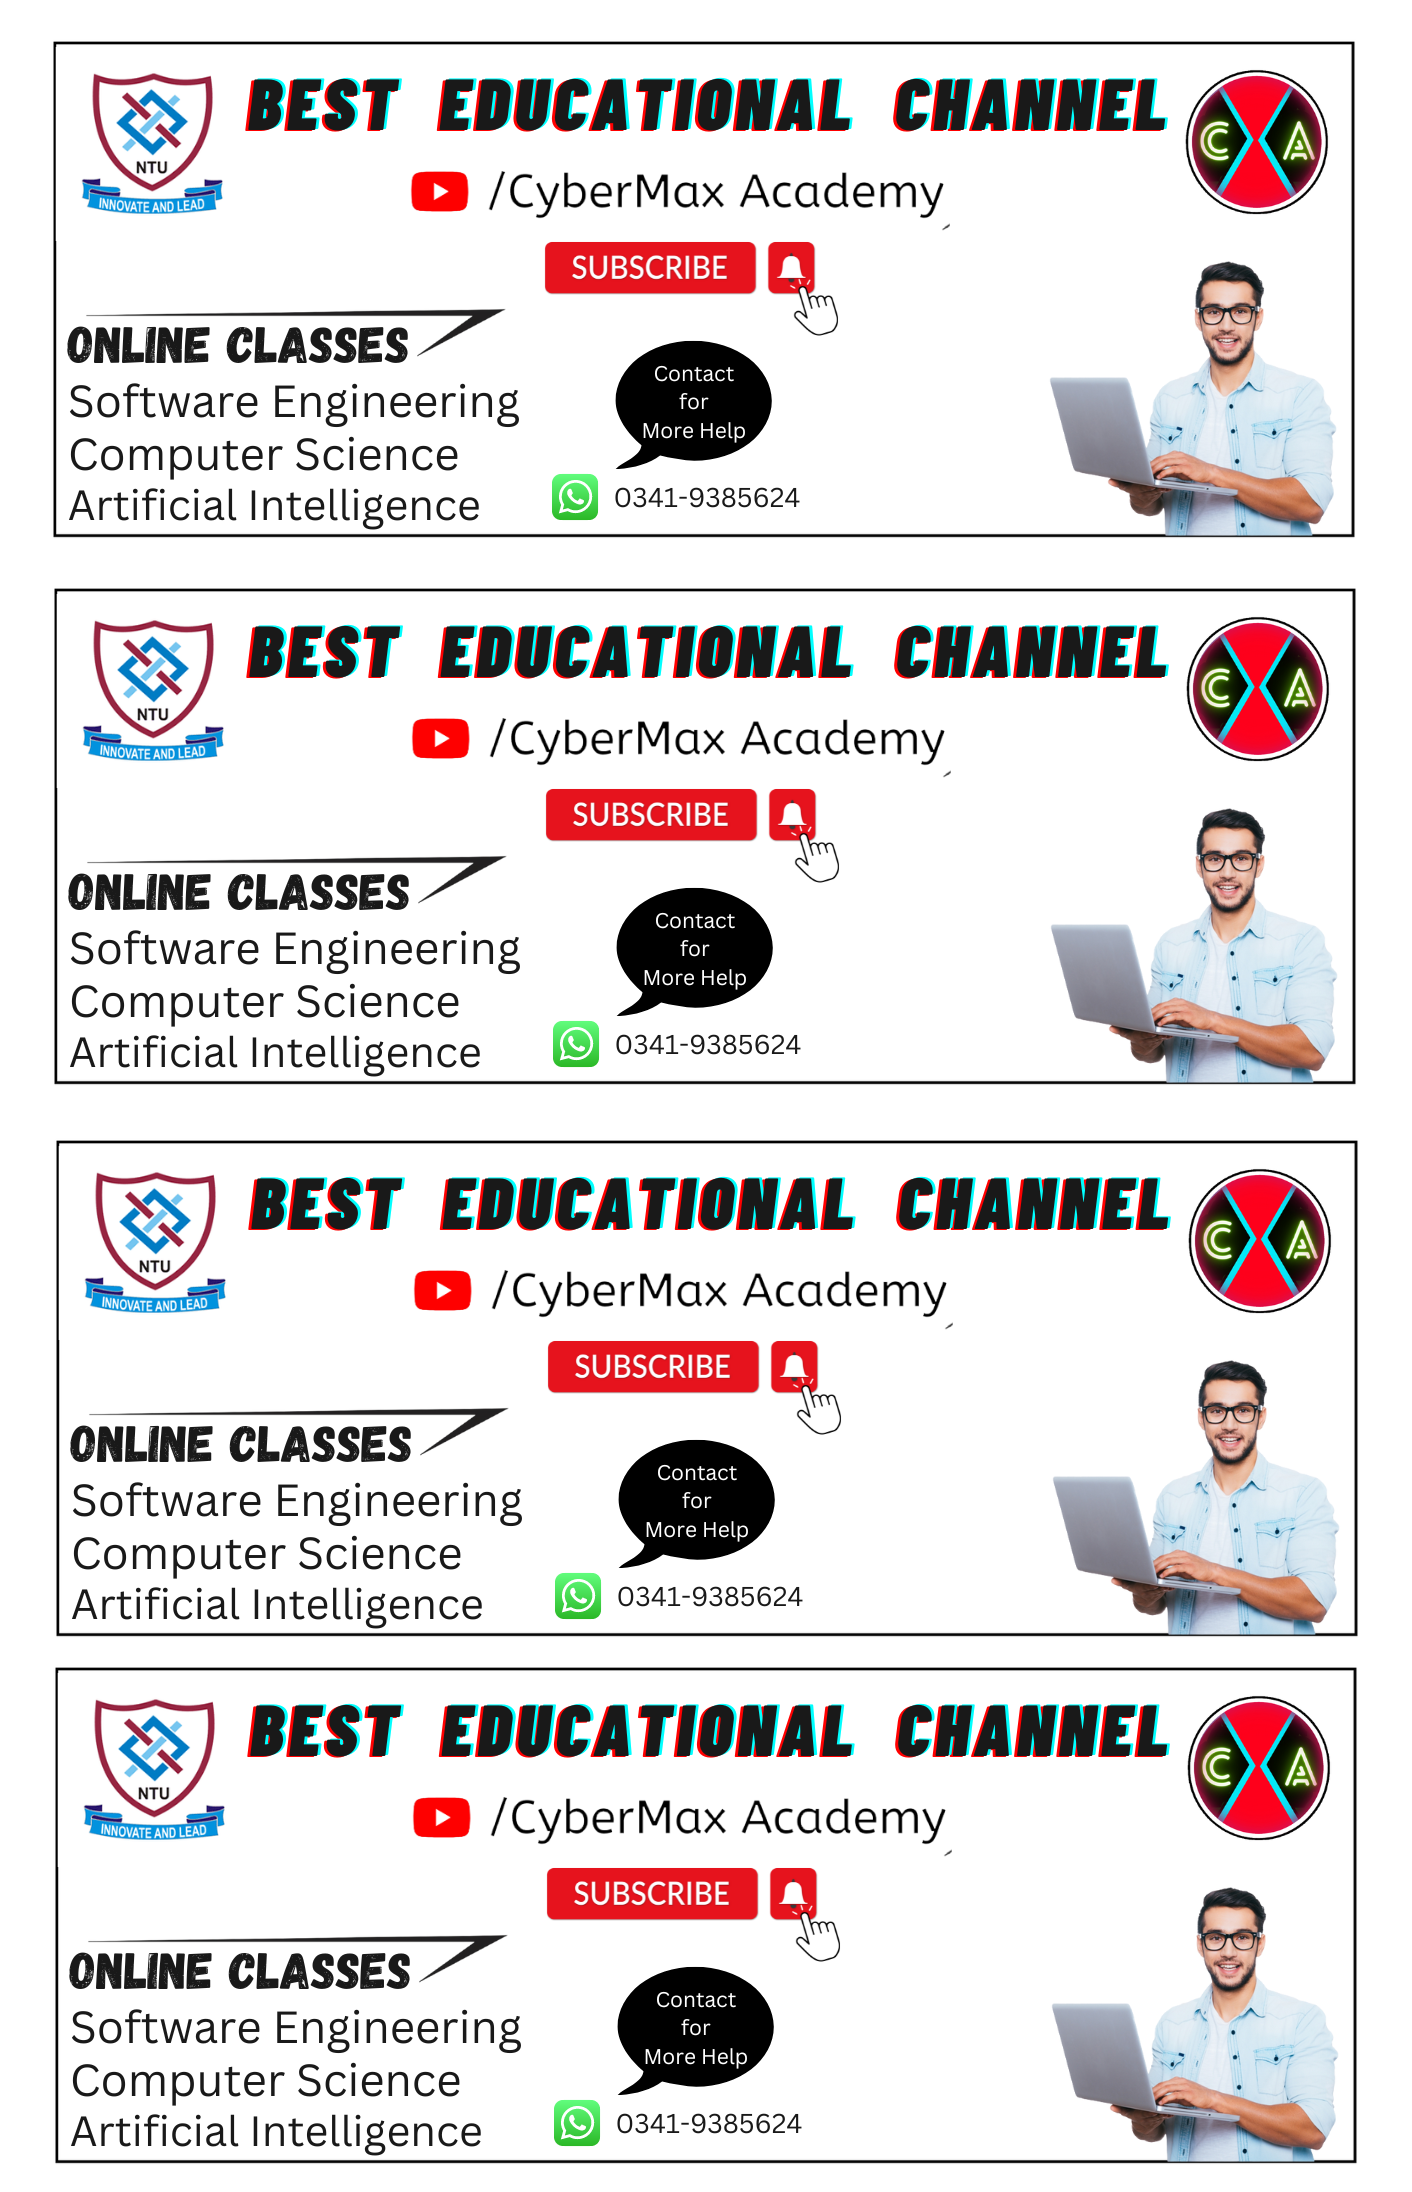 BEST EDUCATIONAL CHANNEL
NTU
INNOVATE AND LEAD
C A
/CyberMax Academy
SUBSCRIBE
ONLINE CLASSES
Software Engineering
Computer Science
Artificial Intelligence
Contact
for
More Help
0341-9385624
BEST EDUCATIONAL CHANNEL
NTU
INNOVATE AND LEAD
C A
/CyberMax Academy
SUBSCRIBE
ONLINE CLASSES
Software Engineering
Computer Science
Artificial Intelligence
Contact
for
More Help
0341-9385624
BEST EDUCATIONAL CHANNEL
NTU
INNOVATE AND LEAD
C A
/CyberMax Academy
SUBSCRIBE
ONLINE CLASSES
Software Engineering
Computer Science
Artificial Intelligence
Contact
for
More Help
0341-9385624
BEST EDUCATIONAL CHANNEL
NTU
INNOVATE AND LEAD
C A
/CyberMax Academy
SUBSCRIBE
ONLINE CLASSES
Software Engineering
Computer Science
Artificial Intelligence
Contact
for
More Help
0341-9385624